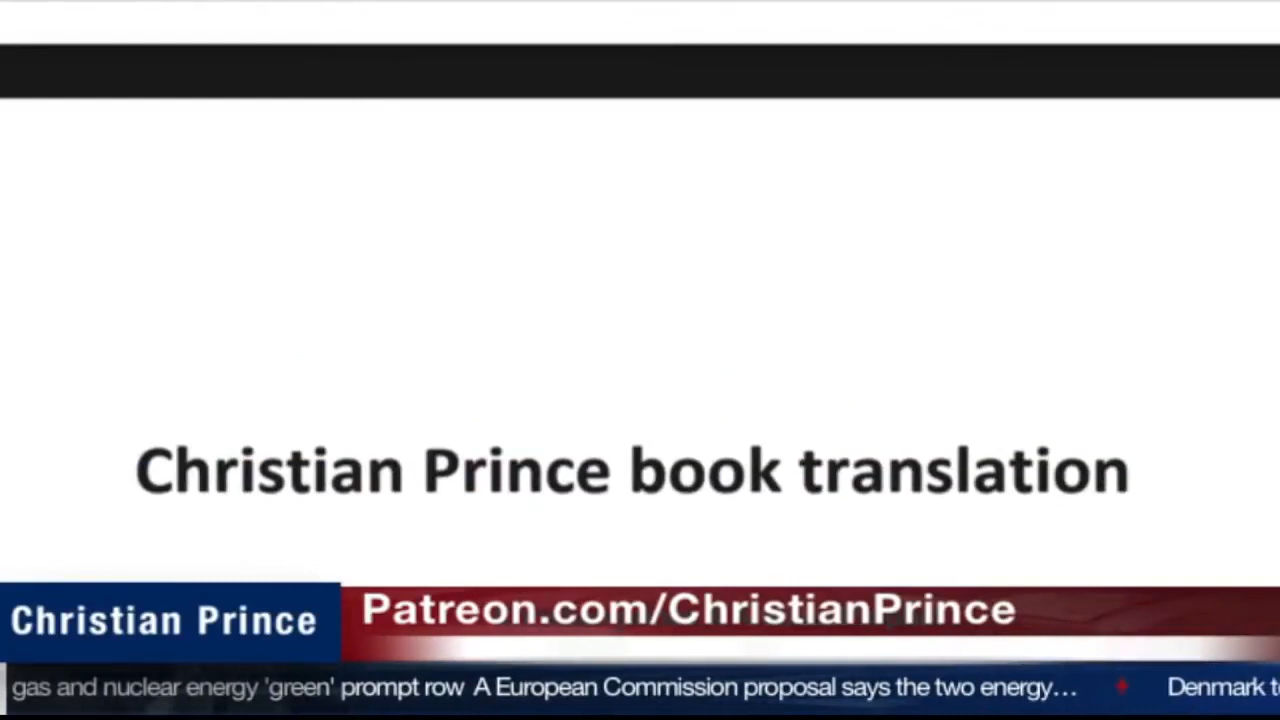 Christian Prince book translation
Christian Prince
Patreon.com/ChristianPrince
gas and nuclear energy 'green' prompt row A European Commission proposal says the two energy… Denmark